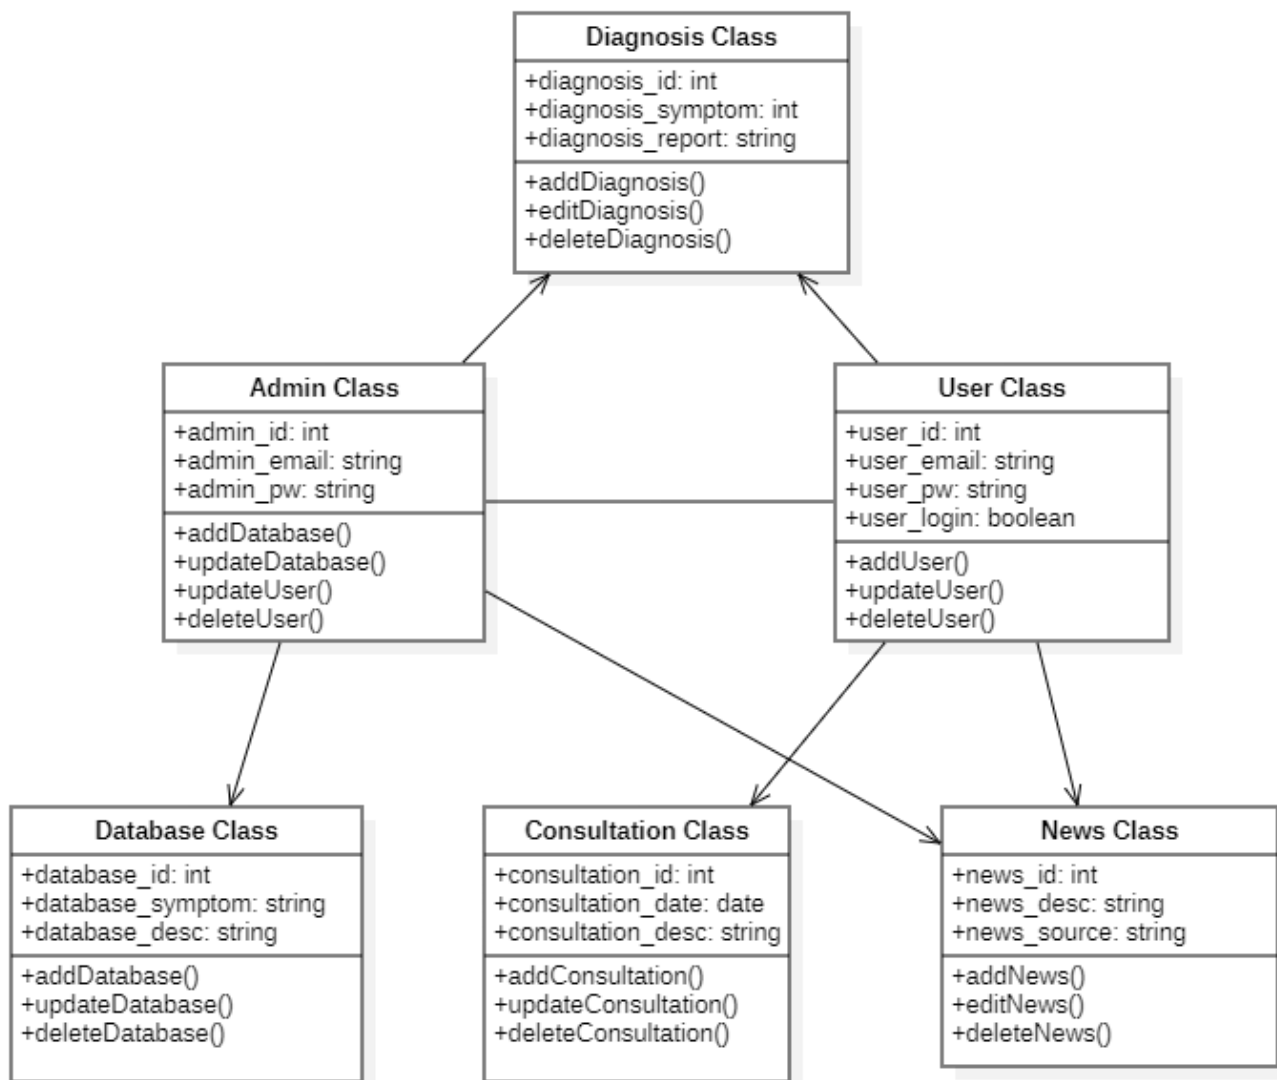 Diagnosis Class
+diagnosis_id: int
+diagnosis_symptom: int
+diagnosis_report: string
+addDiagnosis()
+editDiagnosis()
+deleteDiagnosis()
Admin Class
+admin_id: int
+admin_email: string
+admin_pw: string
+addDatabase()
+updateDatabase()
+updateUser()
+deleteUser()
User Class
+user_id: int
+user_email: string
+user_pw: string
+user_login: boolean
+addUser()
+updateUser()
+deleteUser()
Database Class
+database_id: int
+database_symptom: string
+database_desc: string
+addDatabase()
+updateDatabase()
+deleteDatabase()
Consultation Class
+consultation_id: int
+consultation_date: date
+consultation_desc: string
+addConsultation()
+updateConsultation()
+deleteConsultation()
News Class
+news_id: int
+news_desc: string
+news_source: string
+addNews()
+editNews()
+deleteNews()